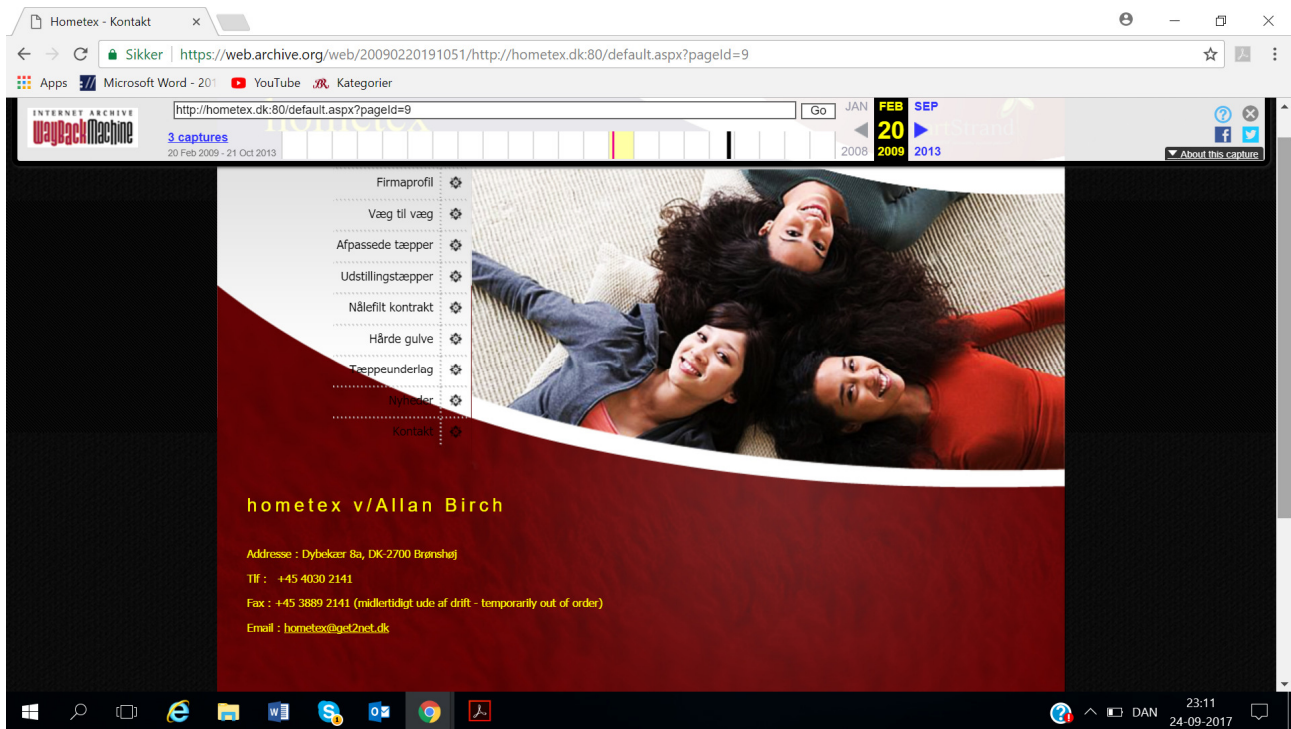 Hometex - Kontakt
Sikker | https://web.archive.org/web/20090220191051/http://hometex.dk:80/default.aspx?pageId=9
Apps Microsoft Word - 201 YouTube Kategorier
INTERNET ARCHIVE
WayBackMachine
http://hometex.dk:80/default.aspx?pageId=9 Go
JAN FEB SEP
3 captures
20
20 Feb 2009 - 21 Oct 2013
2008 2009 2013
About this capture
hometex
Firmaprofil
Væg til væg
Afpassede tæpper
Udstillingstæpper
Nålefilt kontrakt
Hårde gulve
Tæppeunderlag
Nyheder
Kontakt
hometex v/Allan Birch
Addresse : Dybekær 8a, DK-2700 Brønshøj
Tlf : +45 4030 2141
Fax : +45 3889 2141 (midlertidigt ude af drift - temporarily out of order)
Email : hometex@get2net.dk
DAN
23:11
24-09-2017